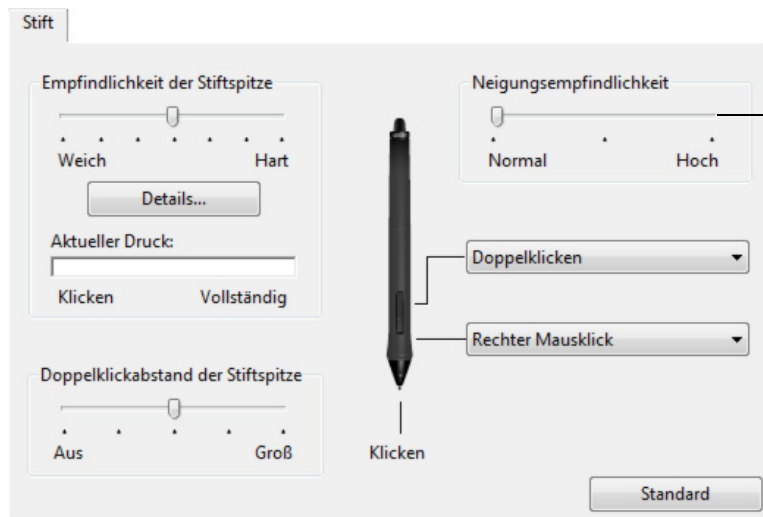 Stift
Empfindlichkeit der Stiftspitze
Weich Hart
Details...
Aktueller Druck:
Klicken Vollständig
Doppelklickabstand der Stiftspitze
Aus Groß
Klicken
Neigungsempfindlichkeit
Normal Hoch
Doppelklicken
Rechter Mausklick
Standard